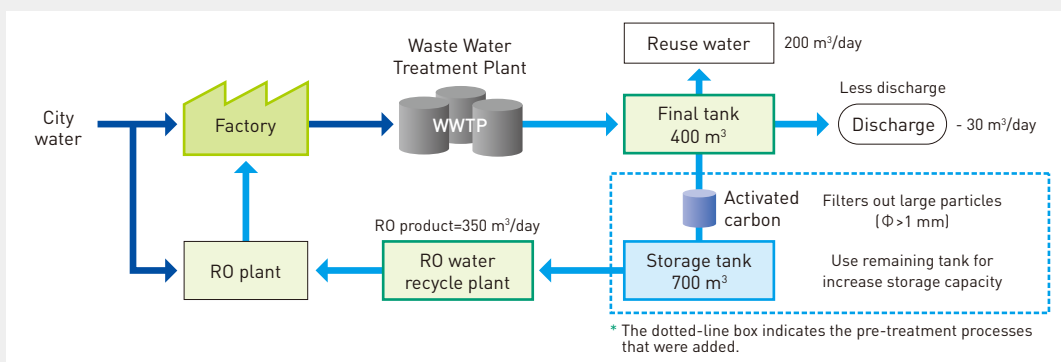 City
water
Factory
Waste Water
Treatment Plant
WWTP
Reuse water
200 m³/day
Final tank
400 m³
Less discharge
Discharge
- 30 m³/day
Activated
carbon
Filters out large particles
(Φ>1 mm)
RO plant
RO product=350 m³/day
RO water
recycle plant
Storage tank
700 m³
Use remaining tank for
increase storage capacity
* The dotted-line box indicates the pre-treatment processes
that were added.